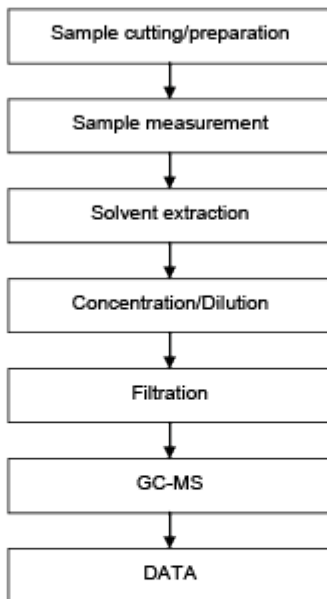 Sample cutting/preparation
Sample measurement
Solvent extraction
Concentration/Dilution
Filtration
GC-MS
DATA